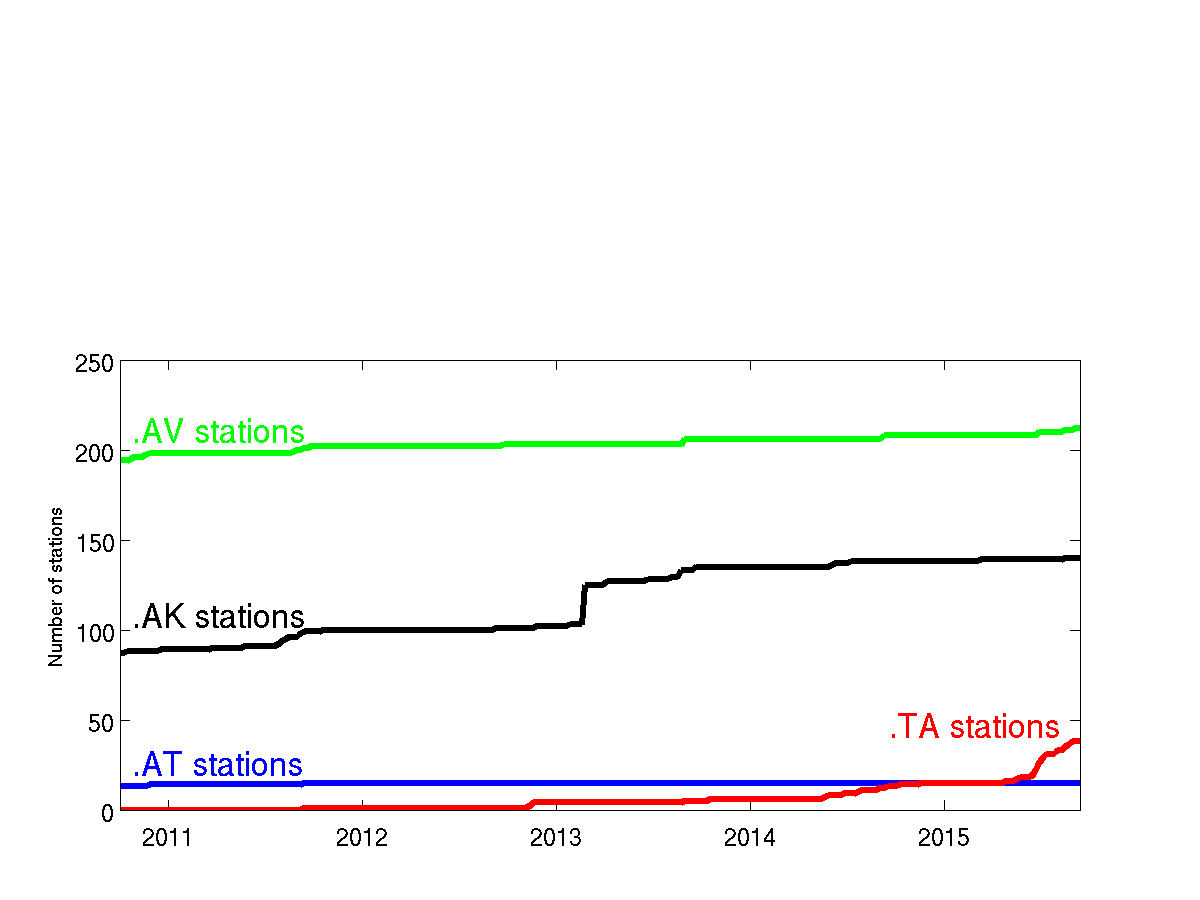 250
.AV stations
200
150
Number of stations
.AK stations
100
.TA stations
50
.AT stations
0
2011 2012 2013 2014 2015